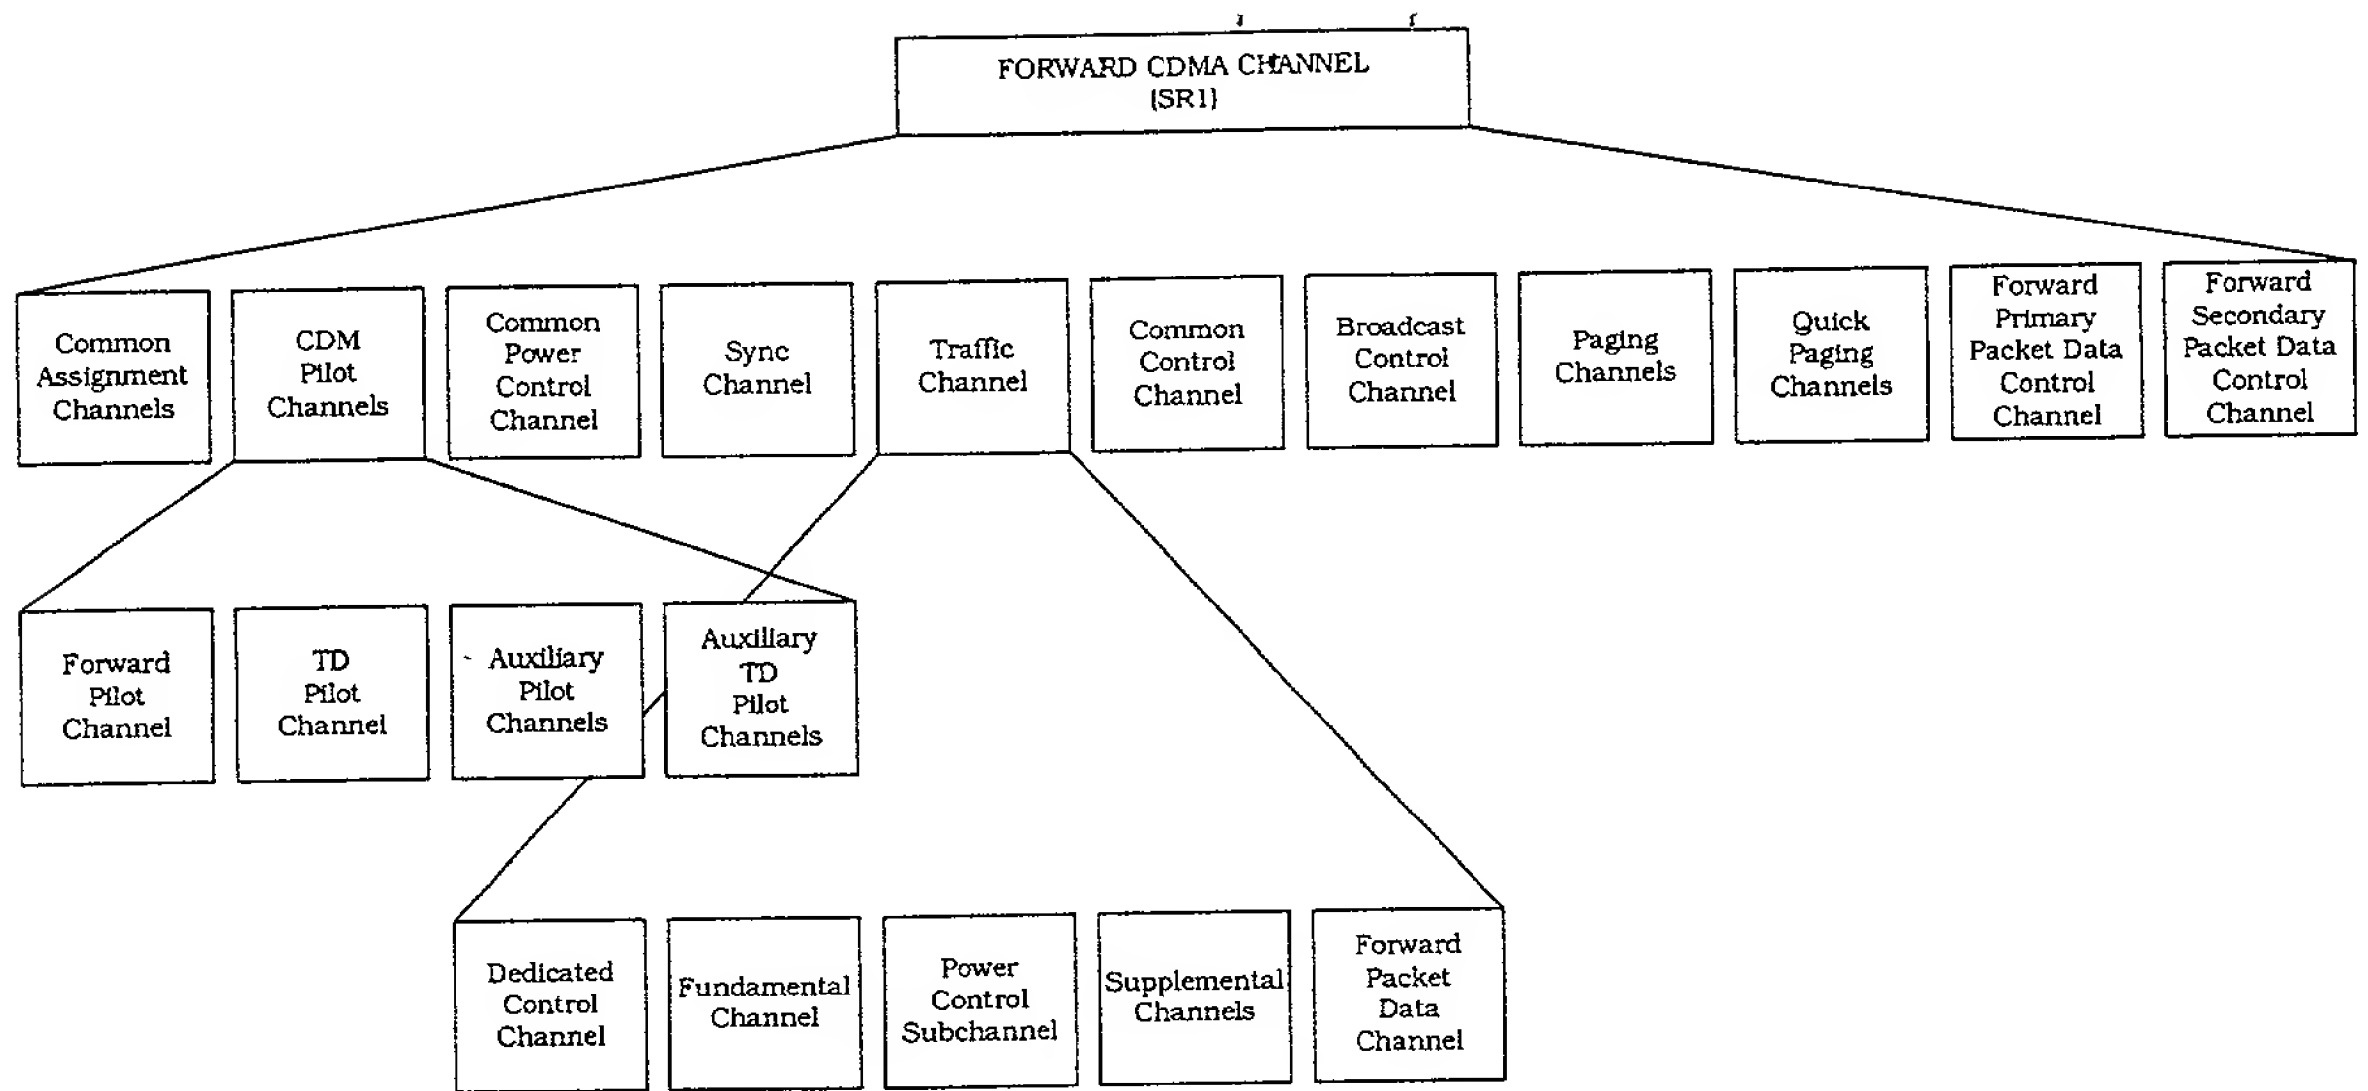 FORWARD CDMA CHANNEL
(SR1)
Common
Assignment
Channels
CDM
Pilot
Channels
Common
Power
Control
Channel
Sync
Channel
Traffic
Channel
Common
Control
Channel
Broadcast
Control
Channel
Paging
Channels
Quick
Paging
Channels
Forward
Primary
Packet Data
Control
Channel
Forward
Secondary
Packet Data
Control
Channel
Forward
Pilot
Channel
TD
Pilot
Channel
Auxiliary
Pilot
Channels
Auxiliary
TD
Pilot
Channels
Dedicated
Control
Channel
Fundamental
Channel
Power
Control
Subchannel
Supplemental
Channels
Forward
Packet
Data
Channel